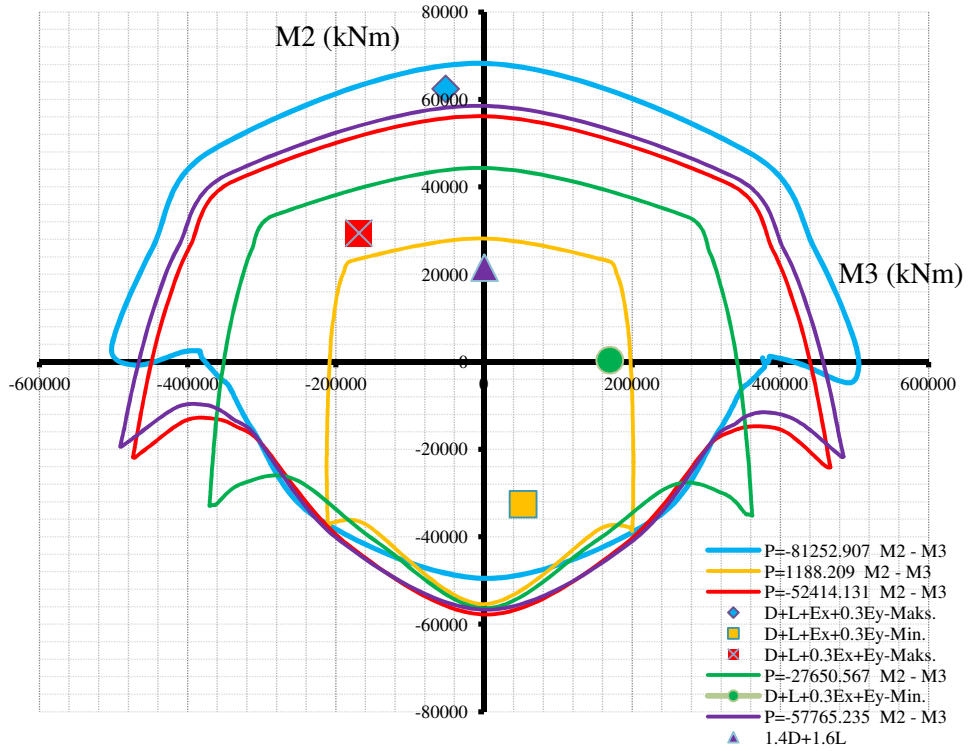 80000
M2 (kNm)
60000
40000
20000
M3 (kNm)
0
-600000 -400000 -200000 0 200000 400000 600000
-20000
-40000
-60000
-80000
P=-81252.907 M2 - M3
P=1188.209 M2 - M3
P=-52414.131 M2 - M3
D+L+Ex+0.3Ey-Maks.
D+L+Ex+0.3Ey-Min.
D+L+0.3Ex+Ey-Maks.
P=-27650.567 M2 - M3
D+L+0.3Ex+Ey-Min.
P=-57765.235 M2 - M3
1.4D+1.6L